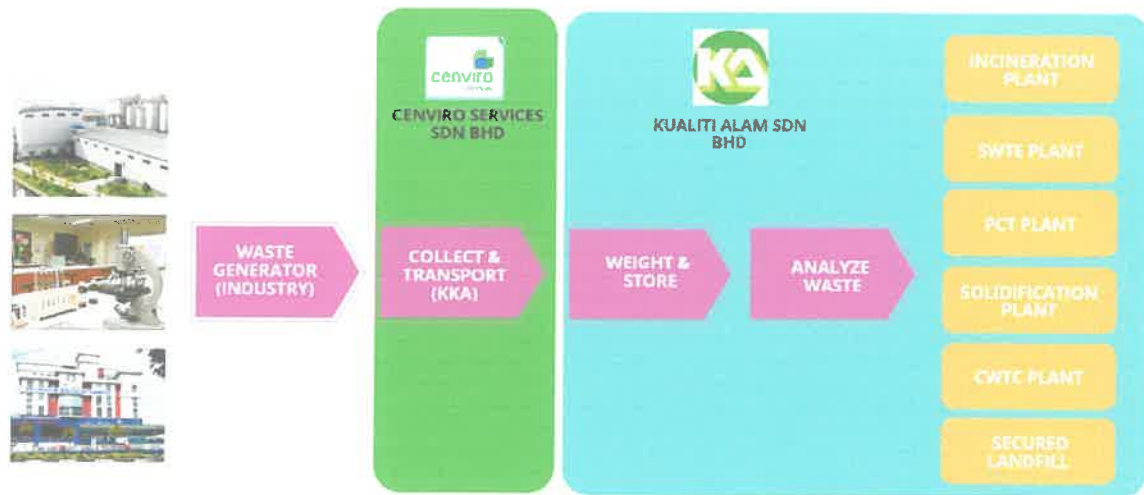 cenviro
CENVIRO SERVICES
SDN BHD
KA
KUALITI ALAM SDN
BHD
WASTE
GENERATOR
(INDUSTRY)
COLLECT &
TRANSPORT
(KKA)
WEIGHT &
STORE
ANALYZE
WASTE
INCINERATION
PLANT
SWTE PLANT
PCT PLANT
SOLIDIFICATION
PLANT
CWTC PLANT
SECURED
LANDFILL